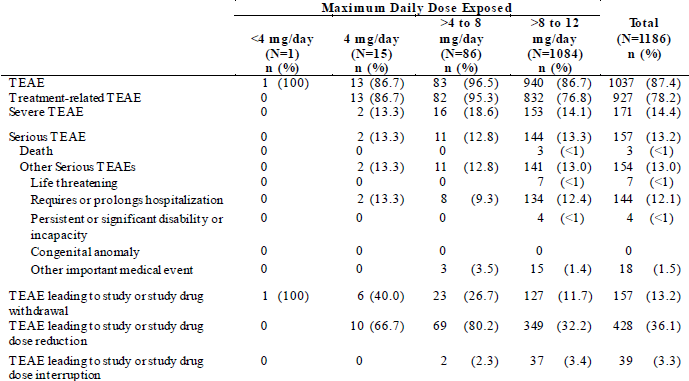 Maximum Daily Dose Exposed
<4 mg/day (N=1) n (%) 4 mg/day (N=15) n (%) >4 to 8 mg/day (N=86) n (%) >8 to 12 mg/day (N=1084) n (%) Total (N=1186) n (%)
TEAE 1 (100) 13 (86.7) 83 (96.5) 940 (86.7) 1037 (87.4)
Treatment-related TEAE 0 13 (86.7) 82 (95.3) 832 (76.8) 927 (78.2)
Severe TEAE 0 2 (13.3) 16 (18.6) 153 (14.1) 171 (14.4)
Serious TEAE 0 2 (13.3) 11 (12.8) 144 (13.3) 157 (13.2)
Death 0 0 0 3 (<1) 3 (<1)
Other Serious TEAEs 0 2 (13.3) 11 (12.8) 141 (13.0) 154 (13.0)
Life threatening 0 0 0 7 (<1) 7 (<1)
Requires or prolongs hospitalization 0 2 (13.3) 8 (9.3) 134 (12.4) 144 (12.1)
Persistent or significant disability or 0 0 0 4 (<1) 4 (<1)
incapacity
Congenital anomaly 0 0 0 0 0
Other important medical event 0 0 3 (3.5) 15 (1.4) 18 (1.5)
TEAE leading to study or study drug 1 (100) 6 (40.0) 23 (26.7) 127 (11.7) 157 (13.2)
withdrawal
TEAE leading to study or study drug 0 10 (66.7) 69 (80.2) 349 (32.2) 428 (36.1)
dose reduction
TEAE leading to study or study drug 0 0 2 (2.3) 37 (3.4) 39 (3.3)
dose interruption